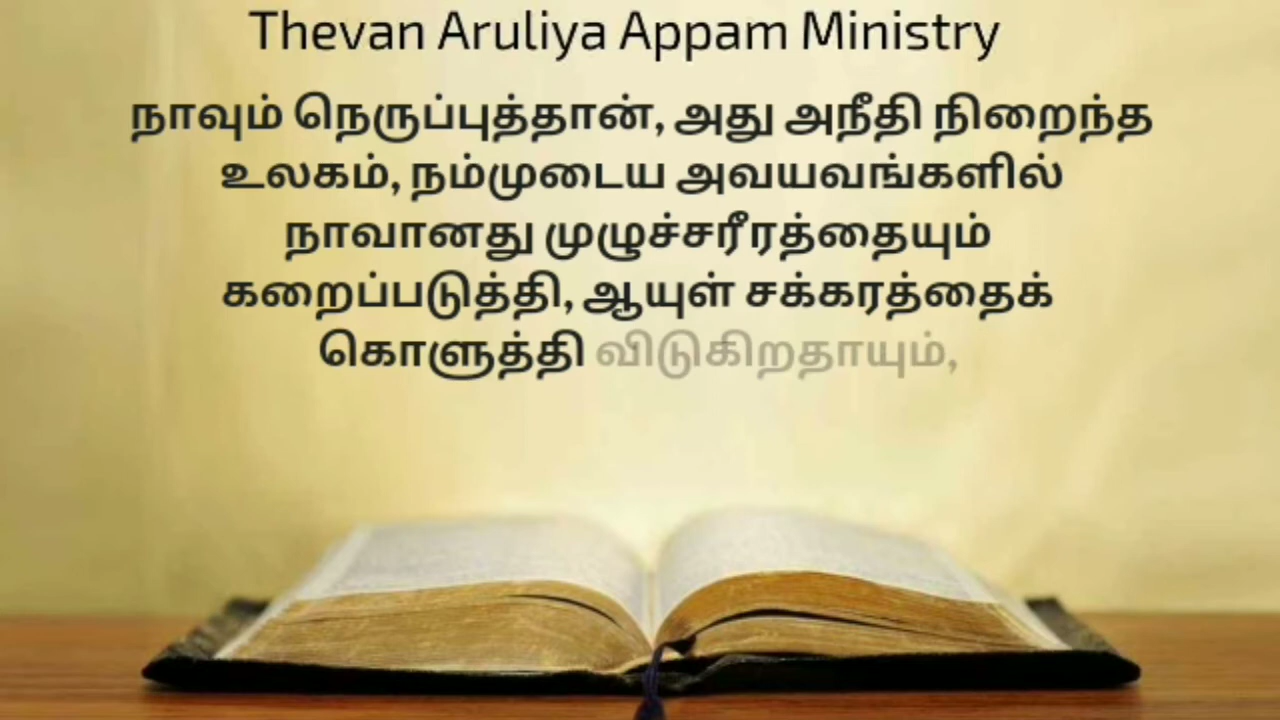 Thevan Aruliya Appam Ministry
நாவும் நெருப்புத்தான், அது அநீதி நிறைந்த
உலகம், நம்முடைய அவயவங்களில்
நாவானது முழுச்சரீரத்தையும்
கறைப்படுத்தி, ஆயுள் சக்கரத்தைக்
கொளுத்தி விடுகிறதாயும்,